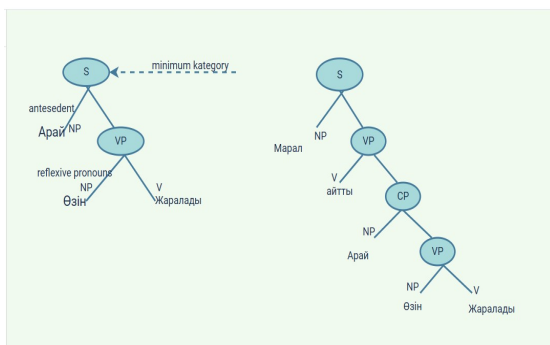 S
minimum kategory
antesedent
Арай NP
VP
reflexive pronouns
NP
Өзін
V
Жаралады
S
NP
Марал
VP
V
айтты
CP
NP
Арай
VP
NP
Өзін
V
Жаралады